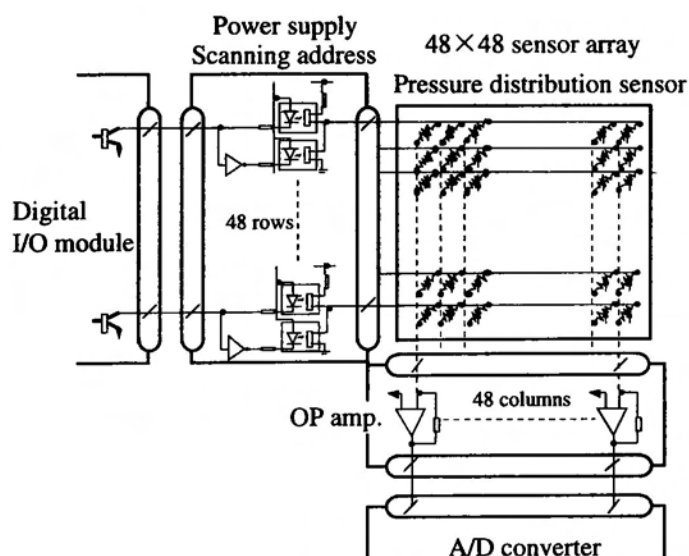 Power supply
Scanning address
48×48 sensor array
Pressure distribution sensor
Digital
I/O module
48 rows
OP amp.
48 columns
A/D converter